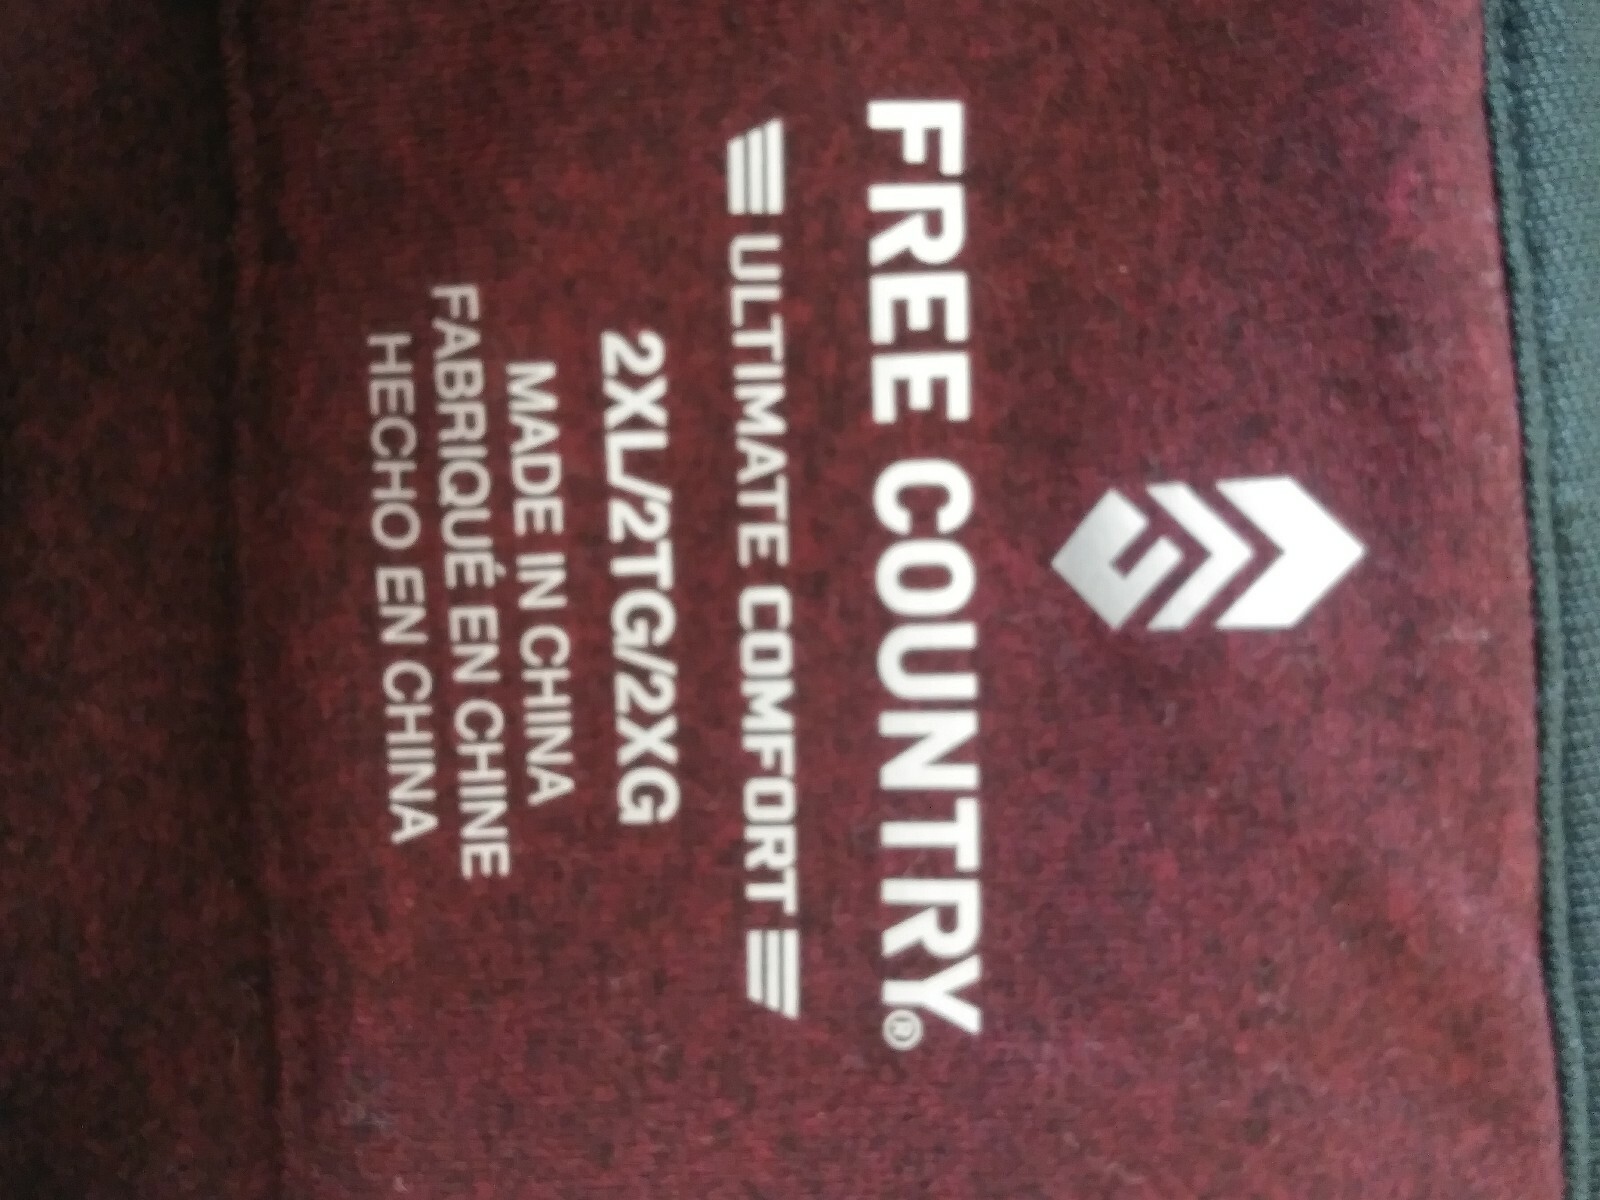 FREE COUNTRY®
ULTIMATE COMFORT
2XL/2TG/2XG
MADE IN CHINA
FABRIQUÉ EN CHINE
HECHO EN CHINA